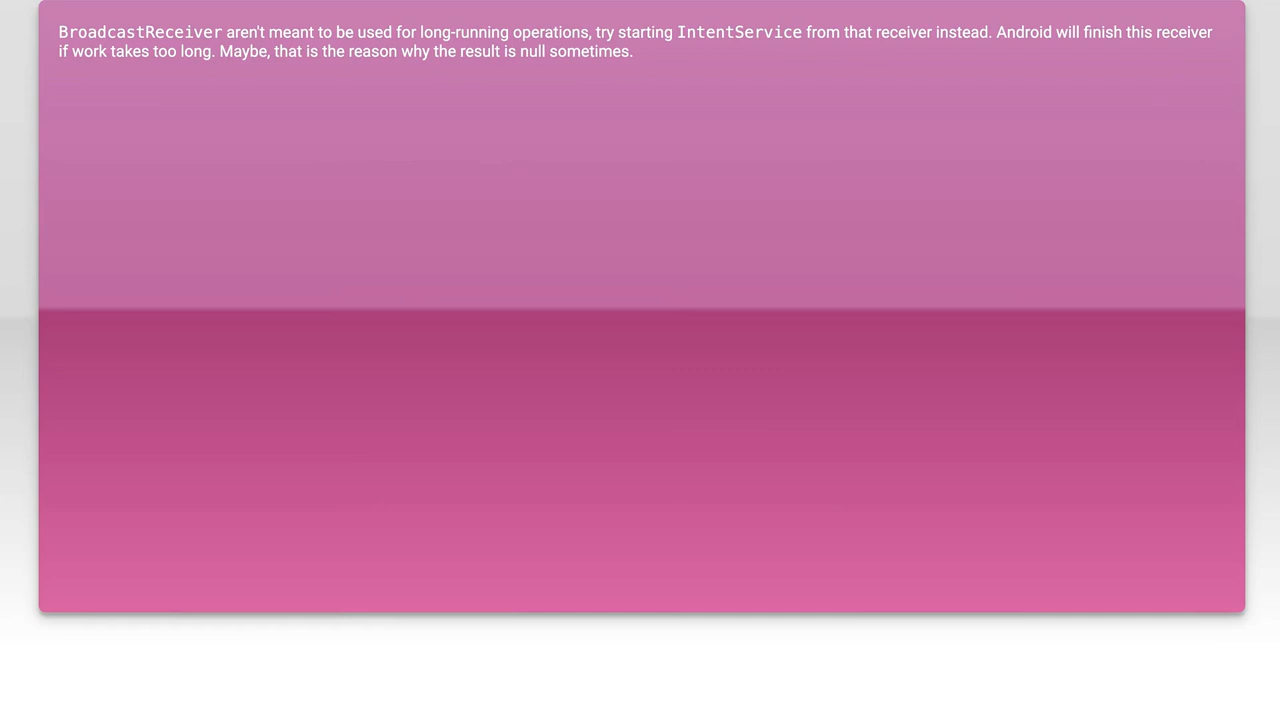 BroadcastReceiver aren't meant to be used for long-running operations, try starting IntentService from that receiver instead. Android will finish this receiver
if work takes too long. Maybe, that is the reason why the result is null sometimes.